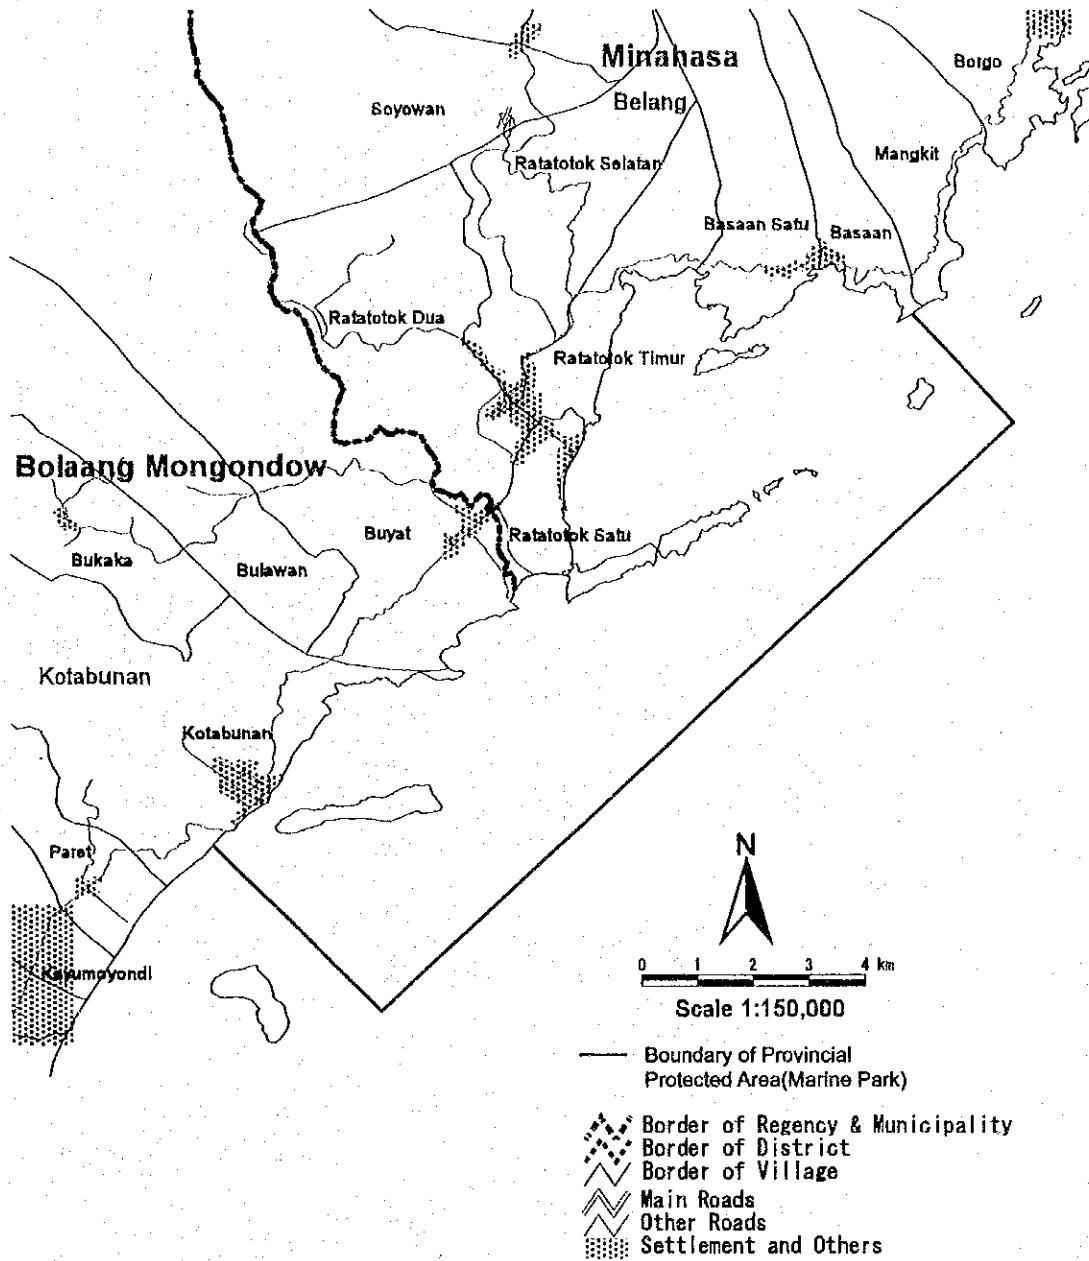 Minahasa
Borgo
Belang
Soyowan
Mangkit
Ratatotok Selatan
Basaan Satu
Basaan
Ratatotok Dua
Ratatotok Timur
Bolaang Mongondow
Buyat
Ratatotok Satu
Bukaka
Bulawan
Kotabunan
Kotabunan
Paret
N
Kayumoyondi
0 1 2 3 4 km
Scale 1:150,000
Boundary of Provincial
Protected Area(Marine Park)
Border of Regency & Municipality
Border of District
Border of Village
Main Roads
Other Roads
Settlement and Others